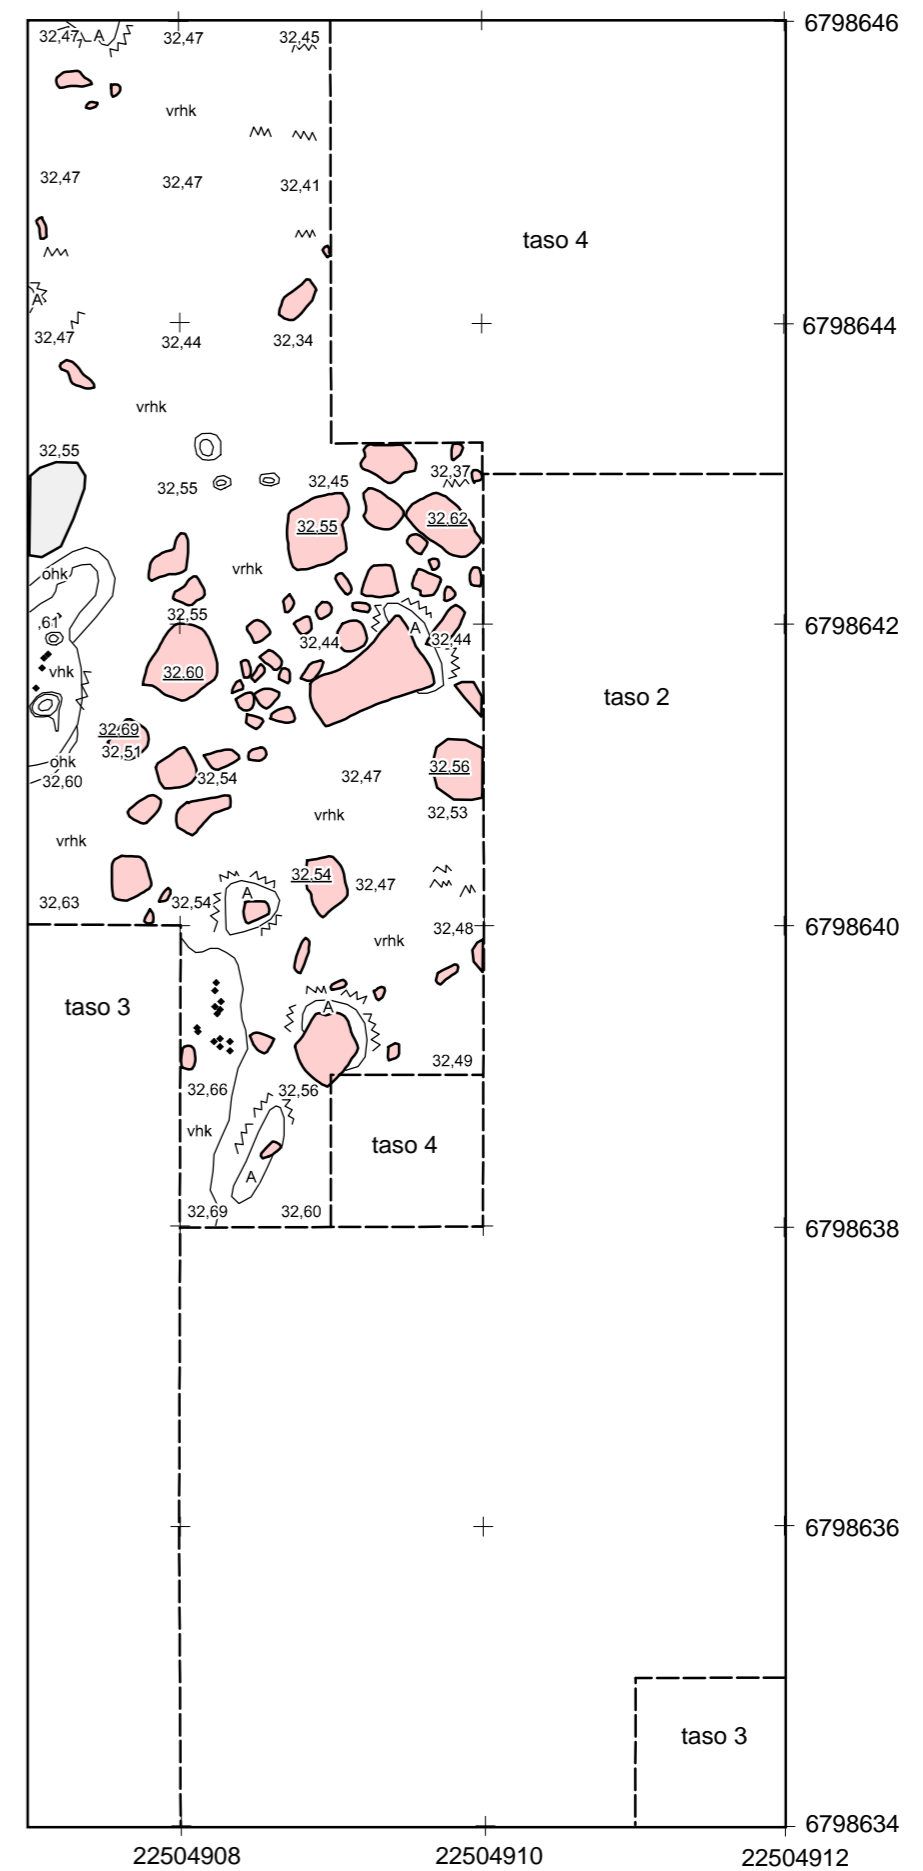 6798646
32,47 A 32,47 32,45
vrhk
32,47 32,47 32,41
taso 4
A
32,47 32,44 32,34
6798644
vrhk
32,55
32,55 32,45 32,37
32.55 32.62
vrhk
ohk
32,55
,61
6798642
32,44 A 32,44
vhk 32.60
taso 2
32.69
32,51
ohk
32,60 32,54 32,47 32.56
vrhk 32,53
vrhk
32.54
32,47
32,63 32,54 A
32,48
6798640
vrhk
taso 3
A
32,66 32,56 32,49
vhk
taso 4
A
32,69 32,60
6798638
6798636
taso 3
6798634
22504908 22504910 22504912